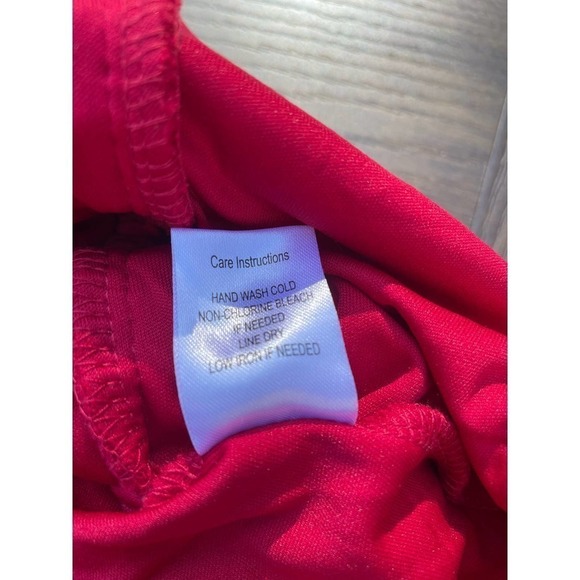 Care Instructions
HAND WASH COLD
NON-CHLORINE BLEACH
IF NEEDED
LINE DRY
LOW IRON IF NEEDED